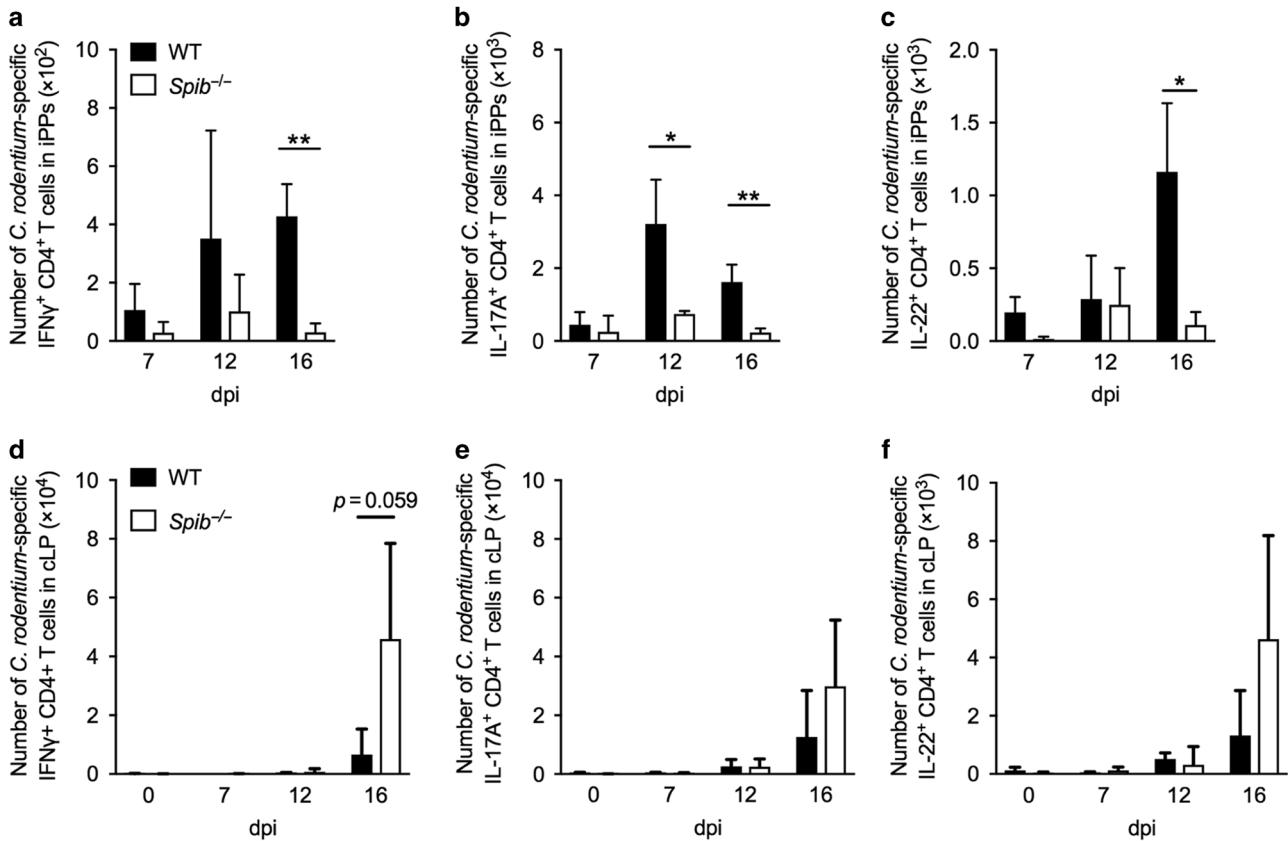 a
Number of C. rodentium-specific
IFNγ⁺ CD4⁺ T cells in iPPs (×10²)
WT
Spib⁻/⁻
10
8
6
4
2
0
**
7 12 16
dpi
b
Number of C. rodentium-specific
IL-17A⁺ CD4⁺ T cells in iPPs (×10³)
8
6
4
2
0
*
**
7 12 16
dpi
c
Number of C. rodentium-specific
IL-22⁺ CD4⁺ T cells in iPPs (×10³)
2.0
1.5
1.0
0.5
0.0
*
7 12 16
dpi
d
Number of C. rodentium-specific
IFNγ+ CD4+ T cells in cLP (×10⁴)
WT
Spib⁻/⁻
10
8
6
4
2
0
p = 0.059
0 7 12 16
dpi
e
Number of C. rodentium-specific
IL-17A⁺ CD4⁺ T cells in cLP (×10⁴)
10
8
6
4
2
0
0 7 12 16
dpi
f
Number of C. rodentium-specific
IL-22⁺ CD4⁺ T cells in cLP (×10³)
10
8
6
4
2
0
0 7 12 16
dpi